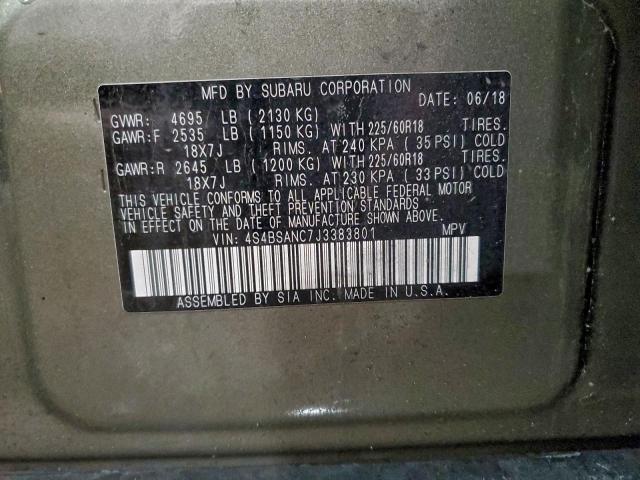 MFD BY SUBARU CORPORATION
DATE: 06/18
GVWR: 4695 LB (2130 KG)
GAWR:F 2535 LB (1150 KG) WITH 225/60R18 TIRES.
18X7J RIMS. AT 240 KPA (35 PSI) COLD
GAWR:R 2645 LB (1200 KG) WITH 225/60R18 TIRES.
18X7J RIMS. AT 230 KPA (33 PSI) COLD
THIS VEHICLE CONFORMS TO ALL APPLICABLE FEDERAL MOTOR
VEHICLE SAFETY AND THEFT PREVENTION STANDARDS
IN EFFECT ON THE DATE OF MANUFACTURE SHOWN ABOVE.
VIN: 4S4BSANC7J3383801 MPV
ASSEMBLED BY SIA INC. MADE IN U.S.A.